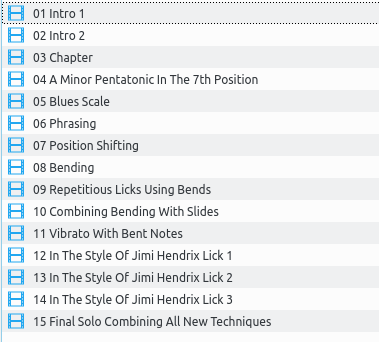 01 Intro 1
02 Intro 2
03 Chapter
04 A Minor Pentatonic In The 7th Position
05 Blues Scale
06 Phrasing
07 Position Shifting
08 Bending
09 Repetitious Licks Using Bends
10 Combining Bending With Slides
11 Vibrato With Bent Notes
12 In The Style Of Jimi Hendrix Lick 1
13 In The Style Of Jimi Hendrix Lick 2
14 In The Style Of Jimi Hendrix Lick 3
15 Final Solo Combining All New Techniques